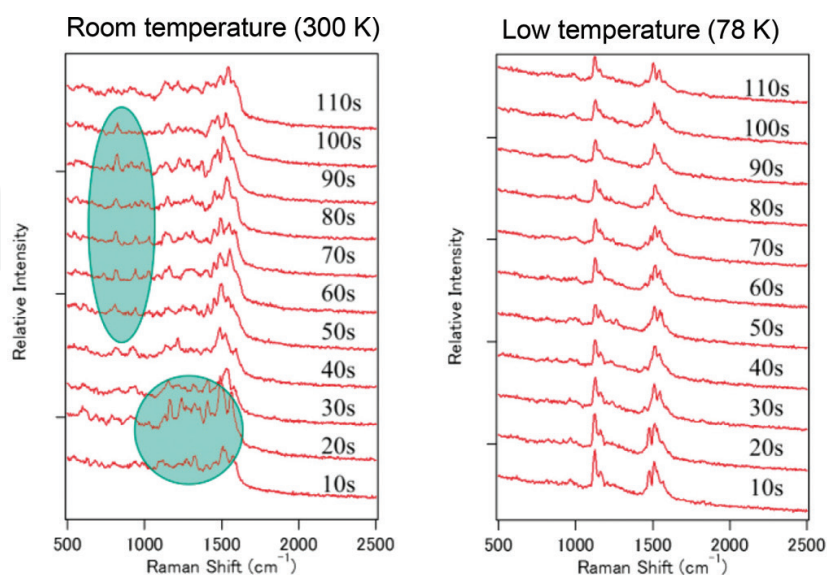 Room temperature (300 K)
Relative Intensity
110s
100s
90s
80s
70s
60s
50s
40s
30s
20s
10s
500 1000 1500 2000 2500
Raman Shift (cm⁻¹)
Low temperature (78 K)
Relative Intensity
110s
100s
90s
80s
70s
60s
50s
40s
30s
20s
10s
500 1000 1500 2000 2500
Raman Shift (cm⁻¹)